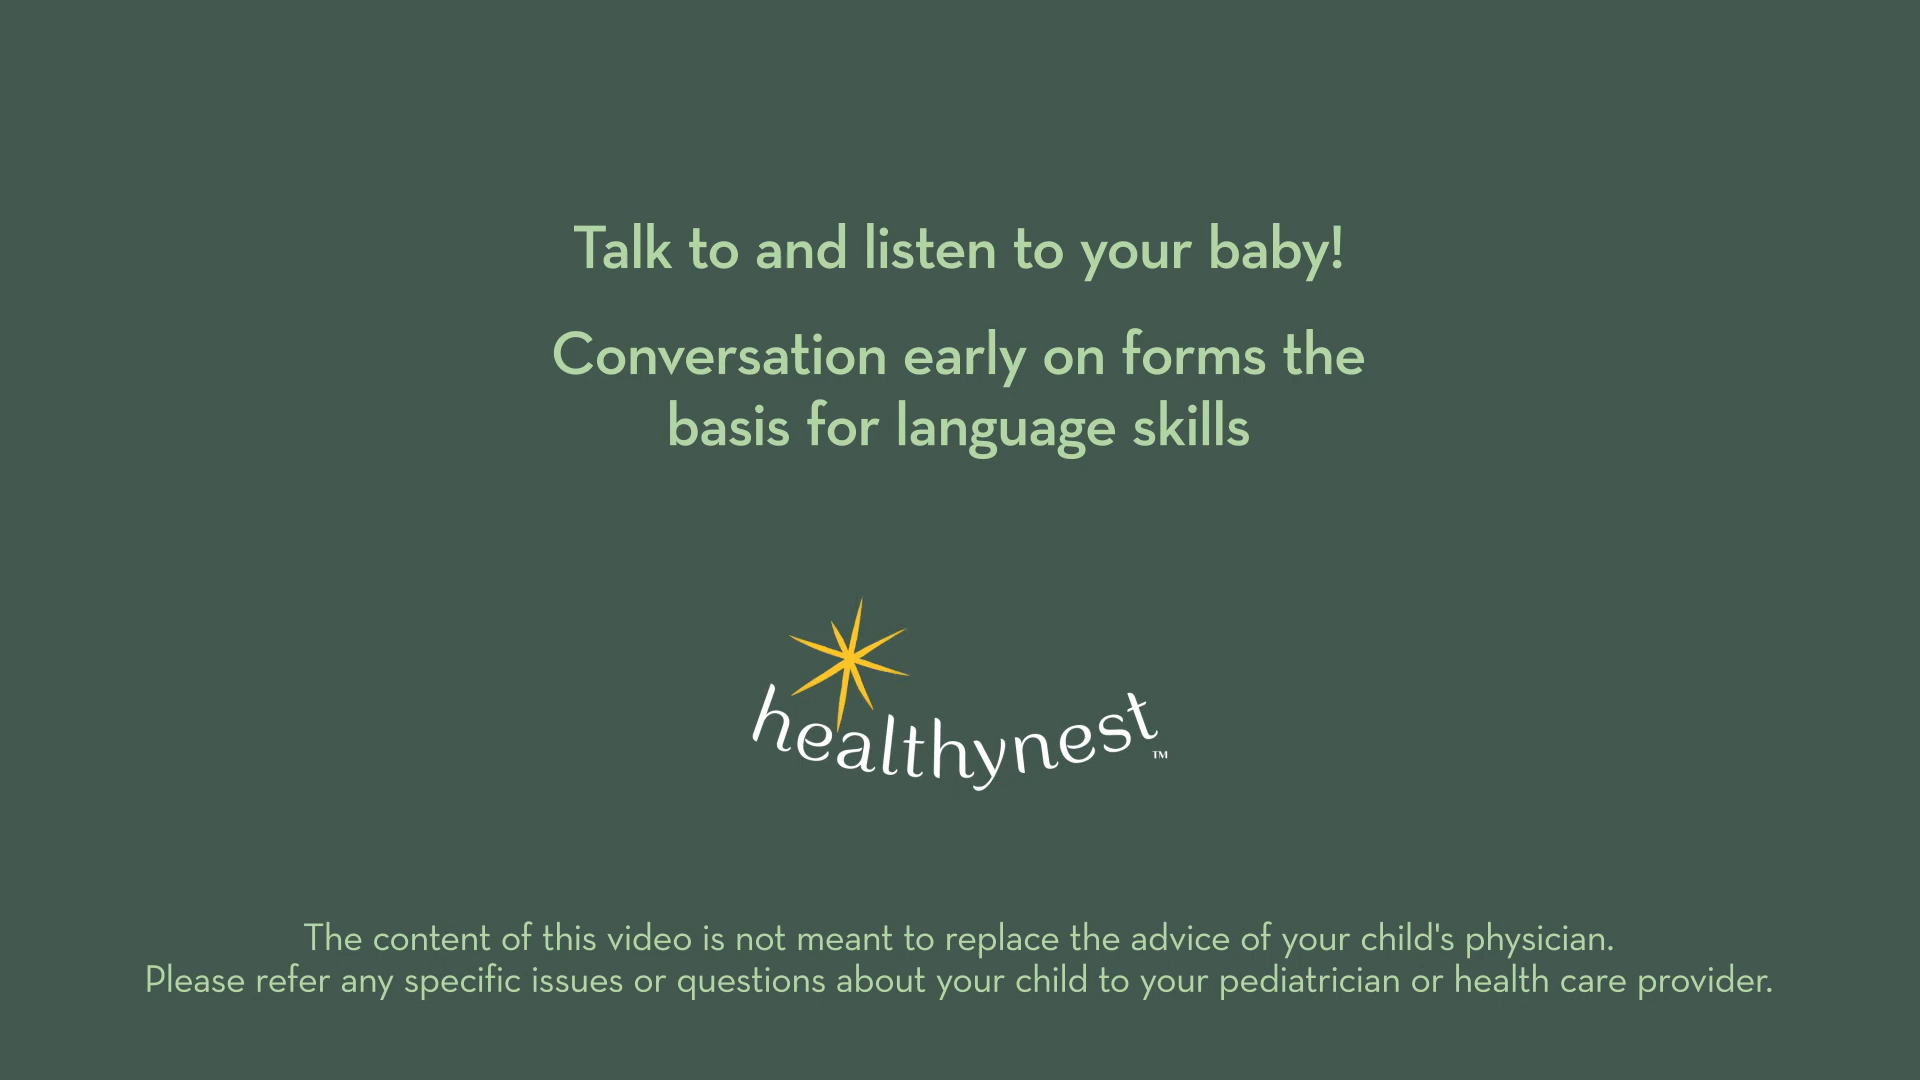 Talk to and listen to your baby!
Conversation early on forms the
basis for language skills
healthynest™
The content of this video is not meant to replace the advice of your child's physician.
Please refer any specific issues or questions about your child to your pediatrician or health care provider.